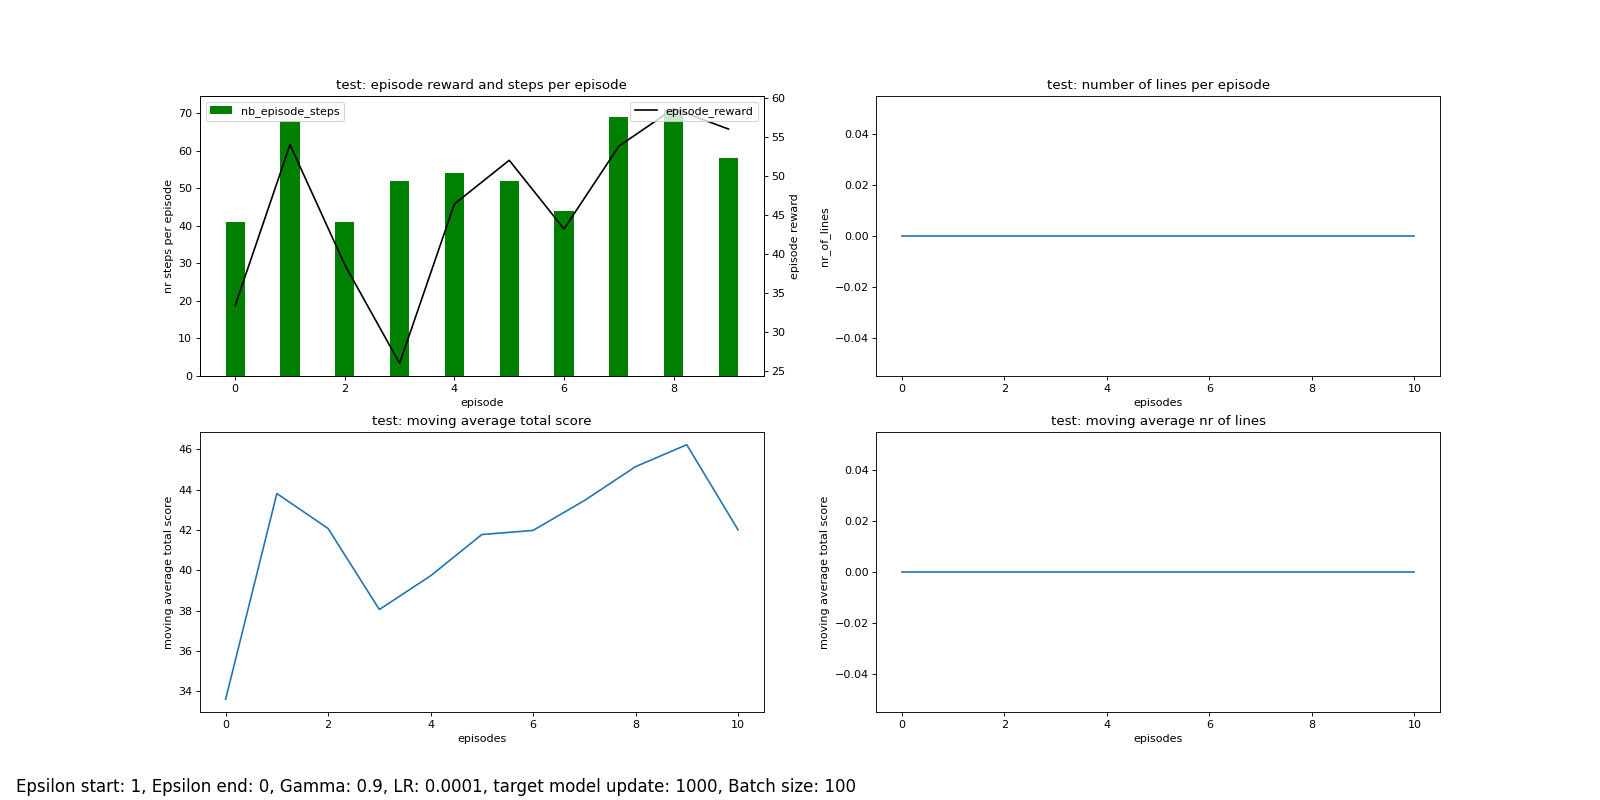 test: episode reward and steps per episode
nb_episode_steps
episode_reward
nr steps per episode
70
60
50
40
30
20
10
0
60
55
50
45
40
35
30
25
episode reward
0 2 4 6 8
episode
test: number of lines per episode
nr_of_lines
0.04
0.02
0.00
−0.02
−0.04
0 2 4 6 8 10
episodes
test: moving average total score
moving average total score
46
44
42
40
38
36
34
0 2 4 6 8 10
episodes
test: moving average nr of lines
moving average total score
0.04
0.02
0.00
−0.02
−0.04
0 2 4 6 8 10
episodes
Epsilon start: 1, Epsilon end: 0, Gamma: 0.9, LR: 0.0001, target model update: 1000, Batch size: 100